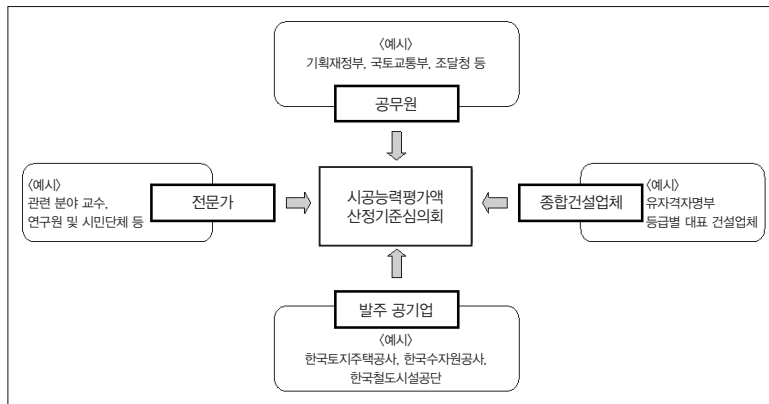 〈예시〉
기획재정부, 국토교통부, 조달청 등
공무원
〈예시〉
관련 분야 교수,
연구원 및 시민단체 등
전문가
시공능력평가액
산정기준심의회
종합건설업체
〈예시〉
유자격자명부
등급별 대표 건설업체
발주 공기업
〈예시〉
한국토지주택공사, 한국수자원공사,
한국철도시설공단